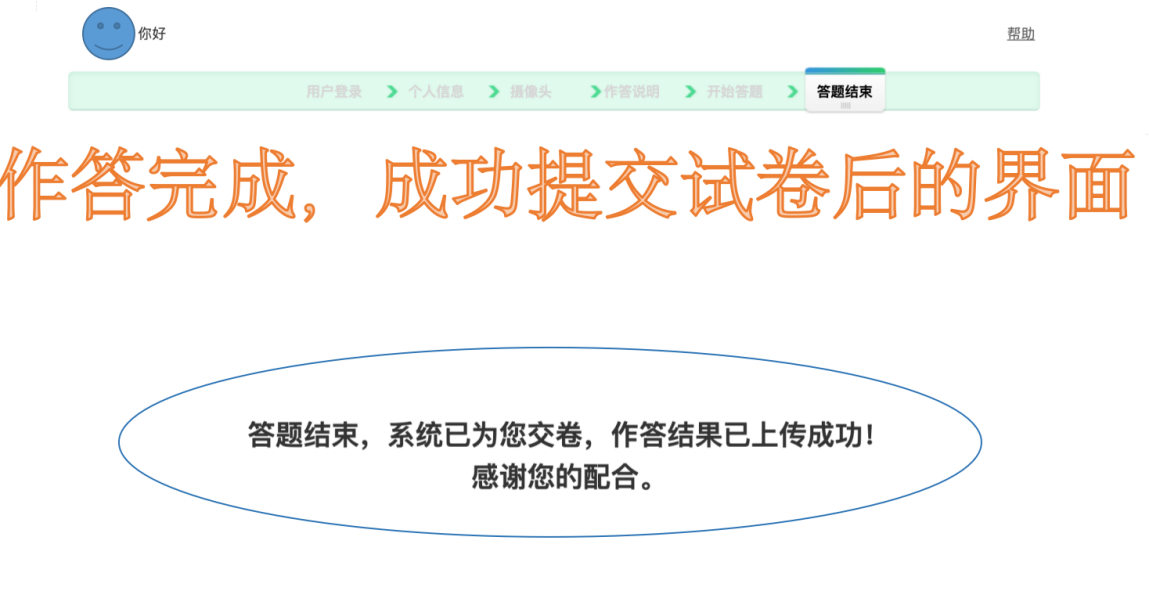 你好
帮助
用户登录 个人信息 摄像头 作答说明 开始答题 答题结束
作答完成，成功提交试卷后的界面
答题结束，系统已为您交卷，作答结果已上传成功！
感谢您的配合。